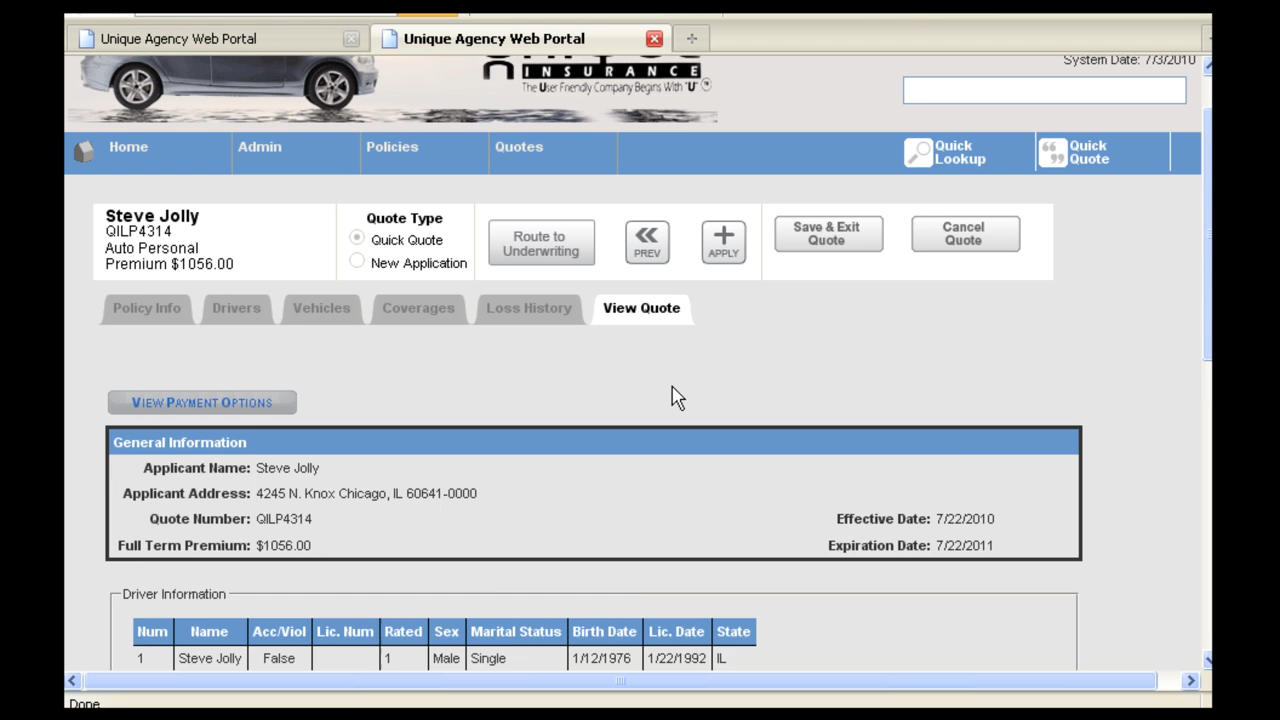 Unique Agency Web Portal
Unique Agency Web Portal
System Date: 7/3/2010
INSURANCE
The User Friendly Company Begins With "U"
Home
Admin
Policies
Quotes
Quick
Lookup
Quick
Quote
Steve Jolly
QILP4314
Auto Personal
Premium $1056.00
Quote Type
Quick Quote
New Application
Route to
Underwriting
PREV
APPLY
Save & Exit
Quote
Cancel
Quote
Policy Info
Drivers
Vehicles
Coverages
Loss History
View Quote
VIEW PAYMENT OPTIONS
General Information
Applicant Name: Steve Jolly
Applicant Address: 4245 N. Knox Chicago, IL 60641-0000
Quote Number: QILP4314 Effective Date: 7/22/2010
Full Term Premium: $1056.00 Expiration Date: 7/22/2011
Driver Information
Num Name Acc/Viol Lic. Num Rated Sex Marital Status Birth Date Lic. Date State
1 Steve Jolly False 1 Male Single 1/12/1976 1/22/1992 IL
Done